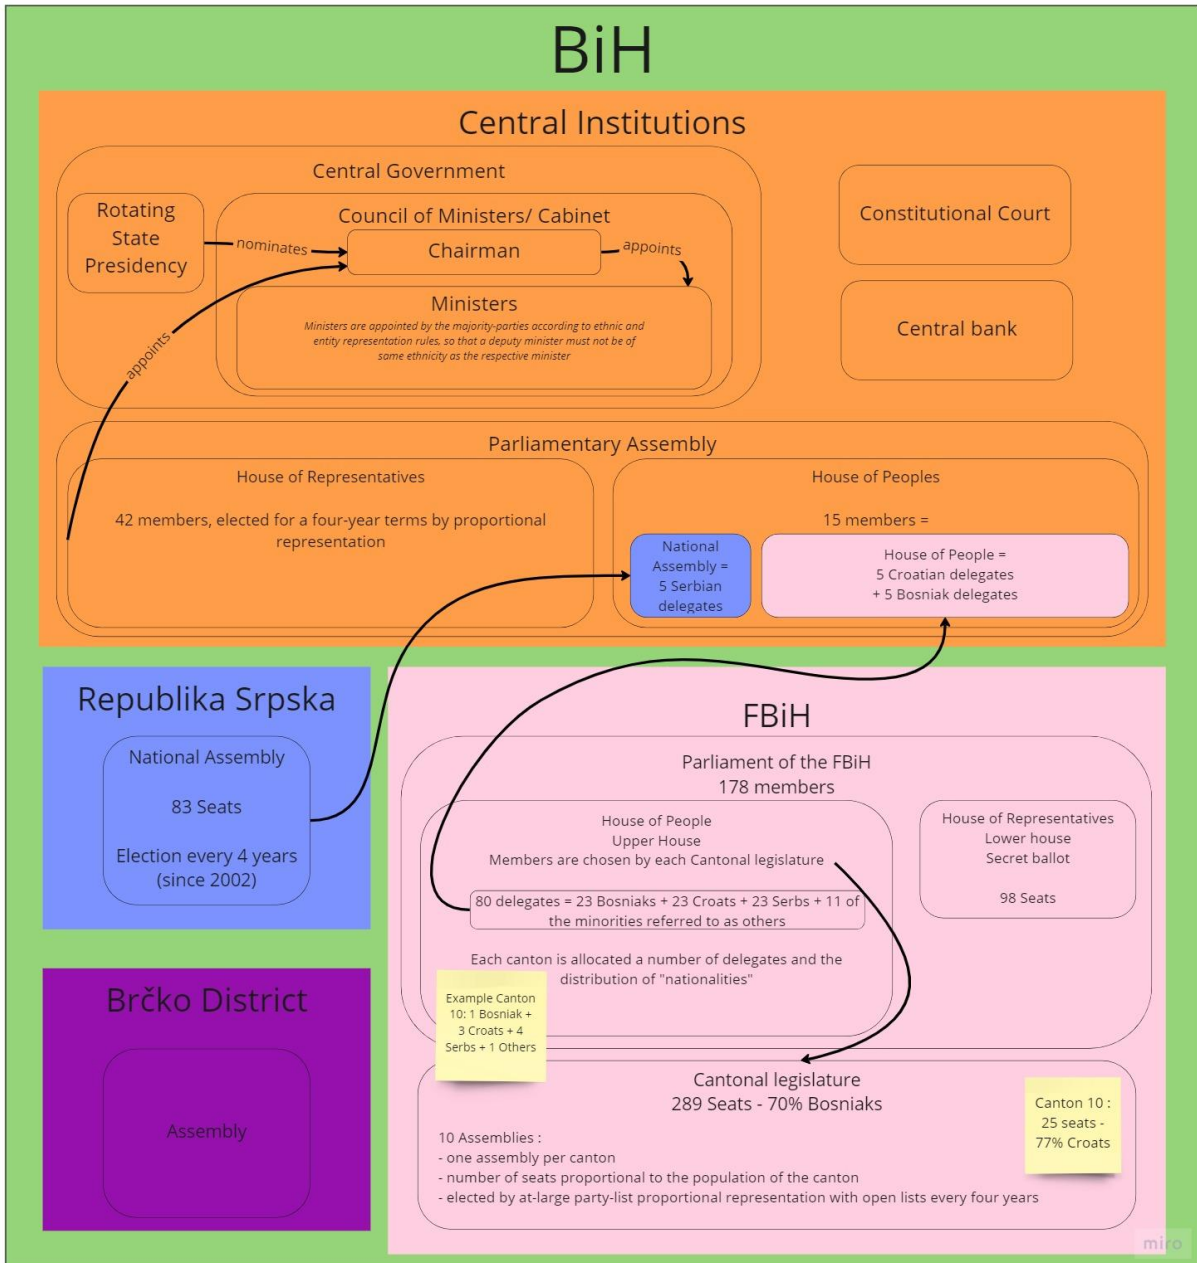 BiH
Central Institutions
Central Government
Rotating
State
Presidency
nominates
Council of Ministers/ Cabinet
Chairman
appoints
Ministers
Ministers are appointed by the majority-parties according to ethnic and
entity representation rules, so that a deputy minister must not be of
same ethnicity as the respective minister
appoints
Constitutional Court
Central bank
Parliamentary Assembly
House of Representatives
42 members, elected for a four-year terms by proportional
representation
House of Peoples
15 members =
National
Assembly =
5 Serbian
delegates
House of People =
5 Croatian delegates
+ 5 Bosniak delegates
Republika Srpska
National Assembly
83 Seats
Election every 4 years
(since 2002)
Brčko District
Assembly
FBiH
Parliament of the FBiH
178 members
House of People
Upper House
Members are chosen by each Cantonal legislature
80 delegates = 23 Bosniaks + 23 Croats + 23 Serbs + 11 of
the minorities referred to as others
Each canton is allocated a number of delegates and the
distribution of "nationalities"
Example Canton
10: 1 Bosniak +
3 Croats + 4
Serbs + 1 Others
House of Representatives
Lower house
Secret ballot
98 Seats
Cantonal legislature
289 Seats - 70% Bosniaks
10 Assemblies :
- one assembly per canton
- number of seats proportional to the population of the canton
- elected by at-large party-list proportional representation with open lists every four years
Canton 10 :
25 seats -
77% Croats
miro